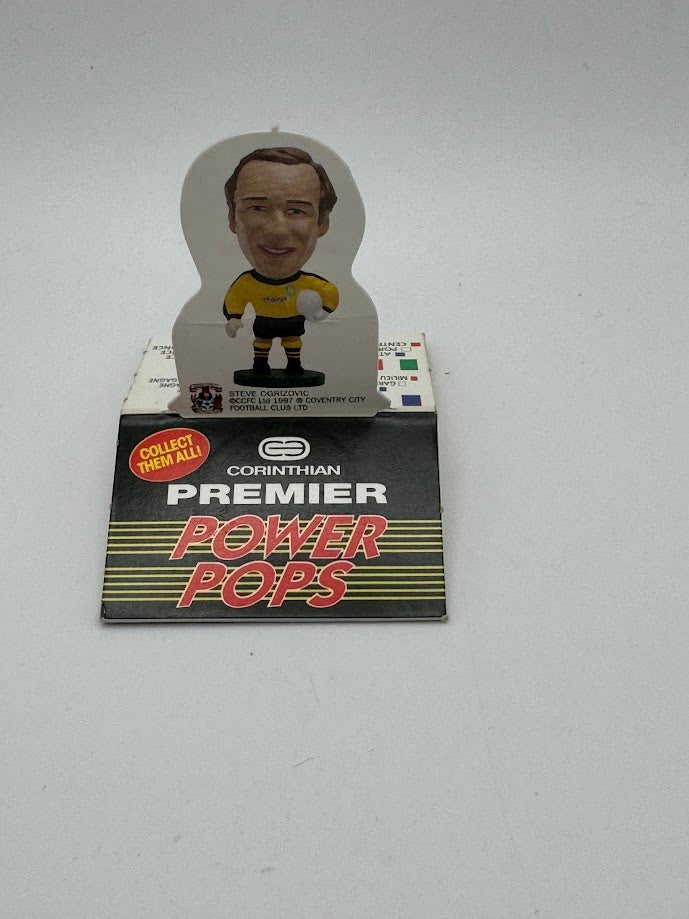 STEVE OGRIZOVIC
©CCFC Ltd 1997 ® COVENTRY CITY
FOOTBALL CLUB LTD
COLLECT
THEM ALL!
CORINTHIAN
PREMIER
POWER
POPS